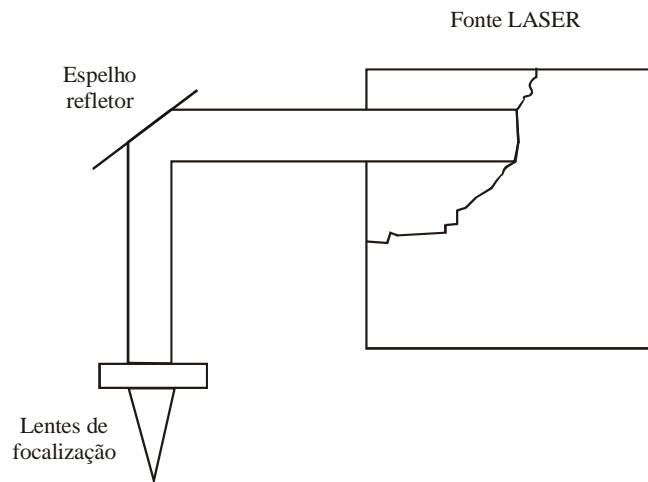 Fonte LASER
Espelho
refletor
Lentes de
focalização